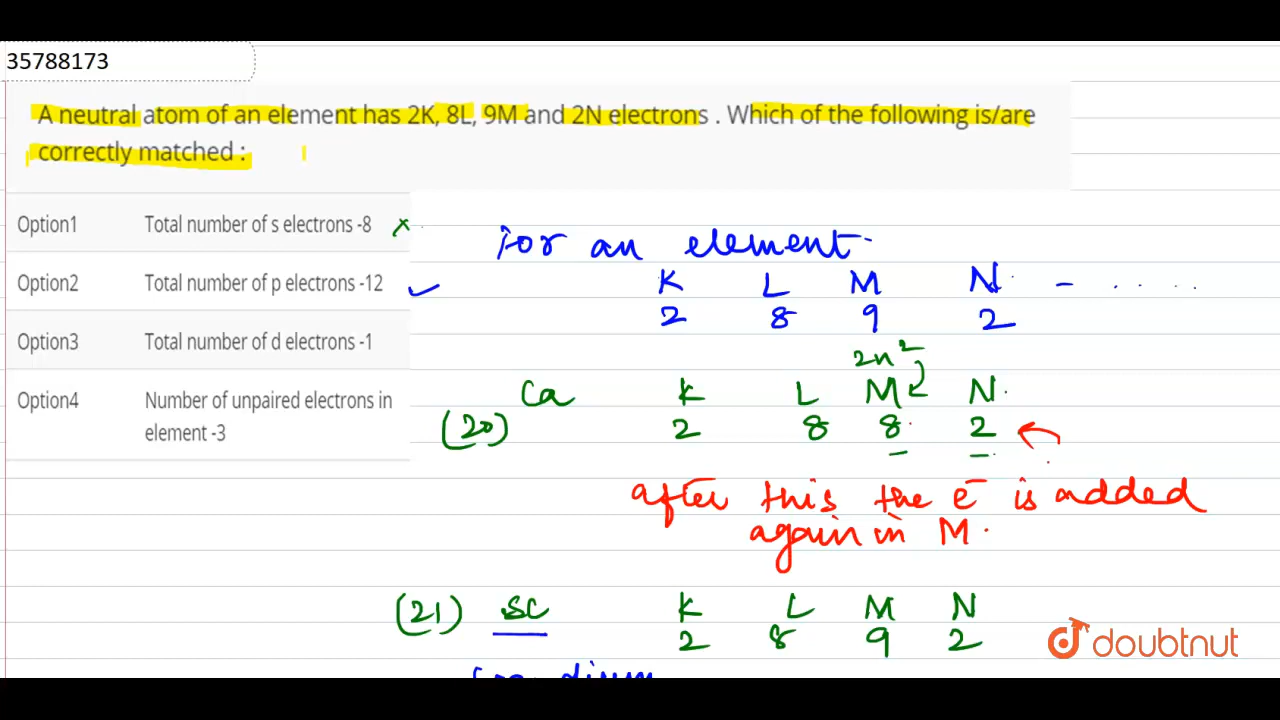 35788173
A neutral atom of an element has 2K, 8L, 9M and 2N electrons . Which of the following is/are
correctly matched :
Option1 Total number of s electrons -8 ×
Option2 Total number of p electrons -12 ✓
Option3 Total number of d electrons -1
Option4 Number of unpaired electrons in
element -3
For an element
K L M N - .....
2 8 9 2
2n²
Ca K L M N
(20) 2 8 8 2
after this the e⁻ is added
again in M.
(21) Sc K L M N
2 8 9 2
doubtnut